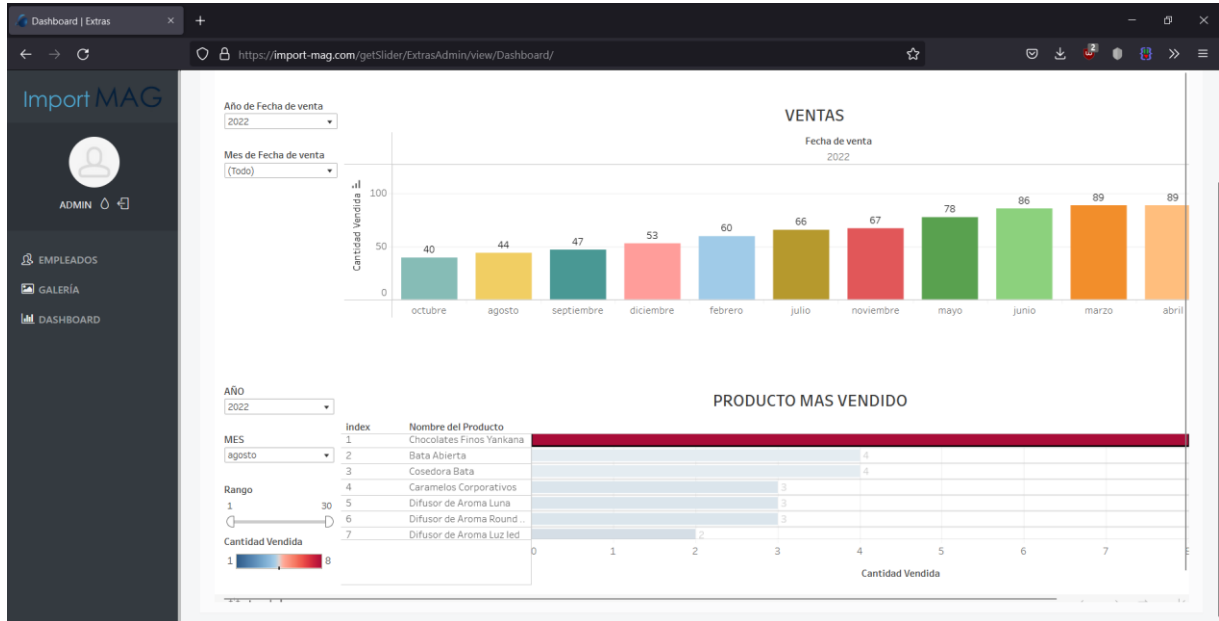 Dashboard | Extras
https://import-mag.com/getSlider/ExtrasAdmin/view/Dashboard/
2
Import MAG
ADMIN
EMPLEADOS
GALERÍA
DASHBOARD
Año de Fecha de venta
2022
Mes de Fecha de venta
(Todo)
VENTAS
Fecha de venta
2022
Cantidad Vendida
100
50
0
40 44 47 53 60 66 67 78 86 89 89
octubre agosto septiembre diciembre febrero julio noviembre mayo junio marzo abril
AÑO
2022
MES
agosto
Rango
1 30
Cantidad Vendida
1 8
PRODUCTO MAS VENDIDO
index Nombre del Producto
1 Chocolates Finos Yankana
2 Bata Abierta 4
3 Cosedora Bata 4
4 Caramelos Corporativos 3
5 Difusor de Aroma Luna 3
6 Difusor de Aroma Round .. 3
7 Difusor de Aroma Luz led 2
0 1 2 3 4 5 6 7
Cantidad Vendida